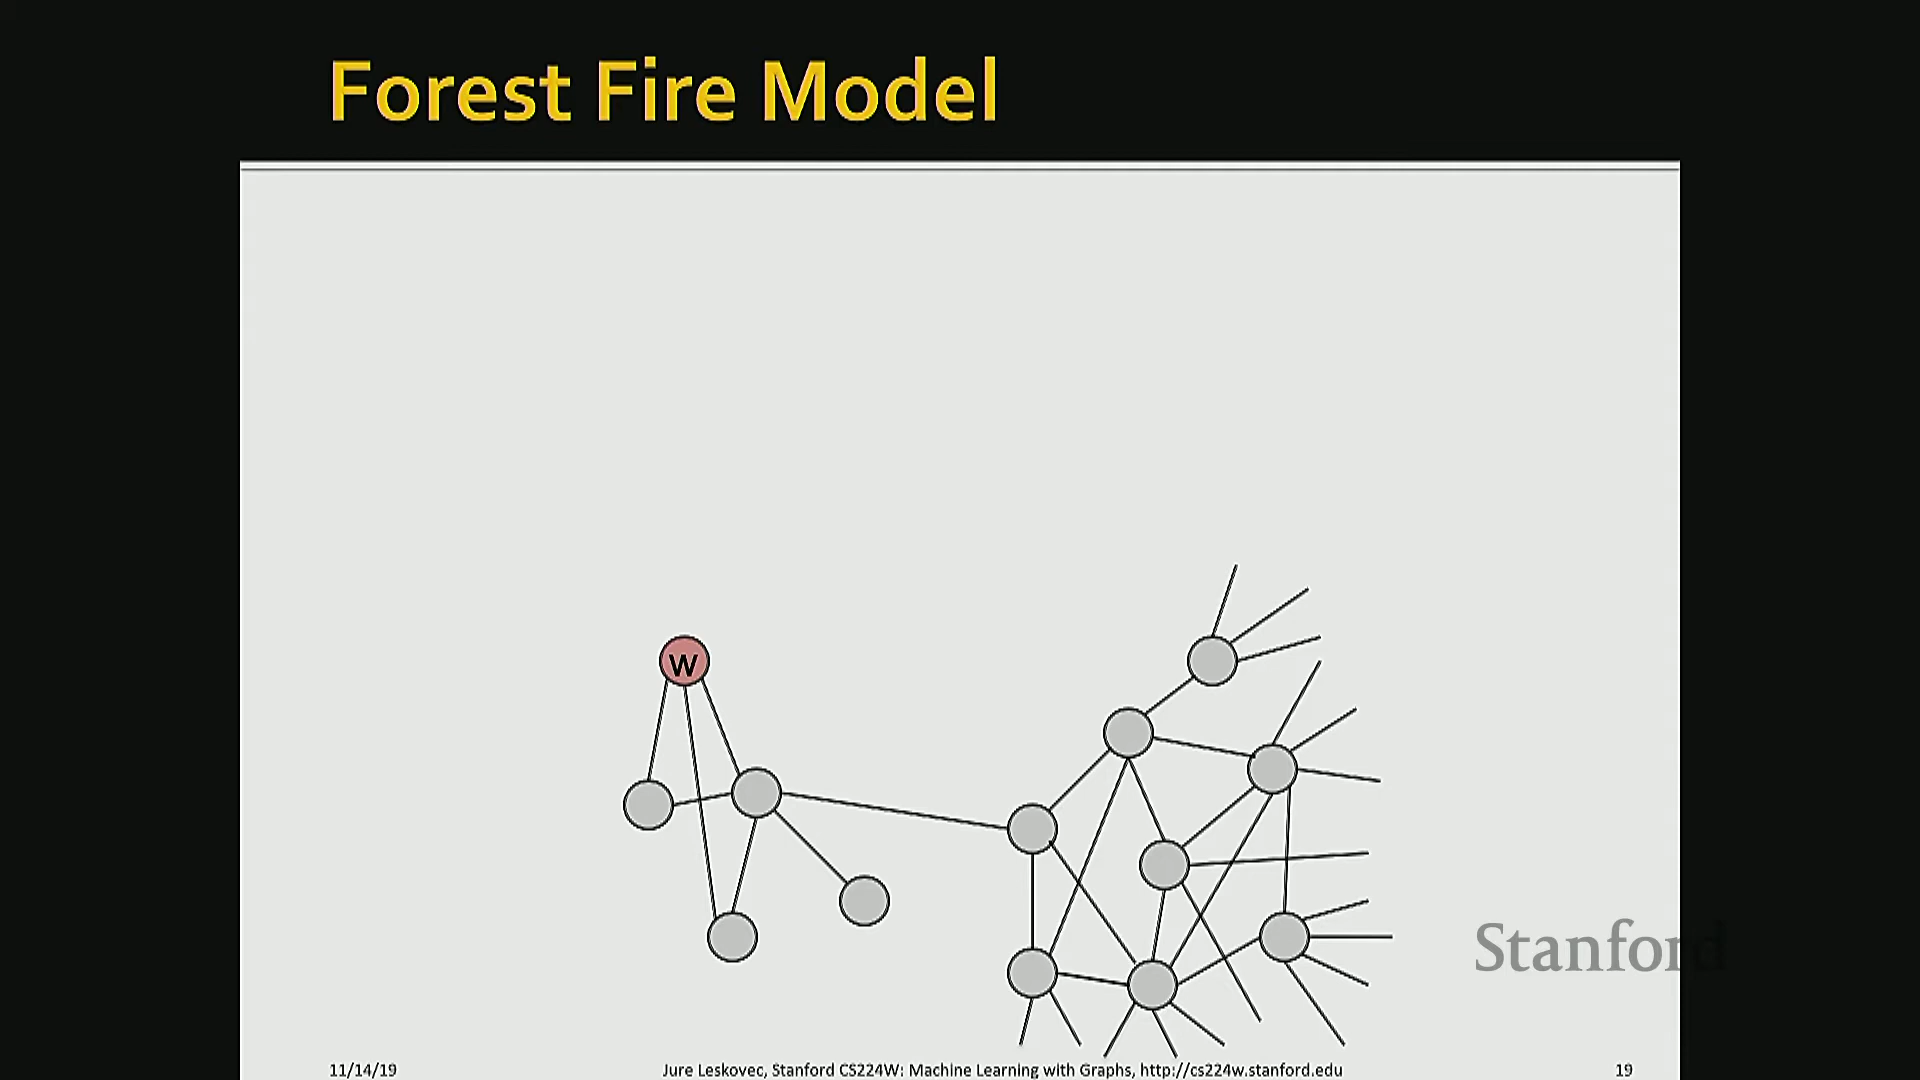 Forest Fire Model
W
Stanford
11/14/19
Jure Leskovec, Stanford CS224W: Machine Learning with Graphs, http://cs224w.stanford.edu
19